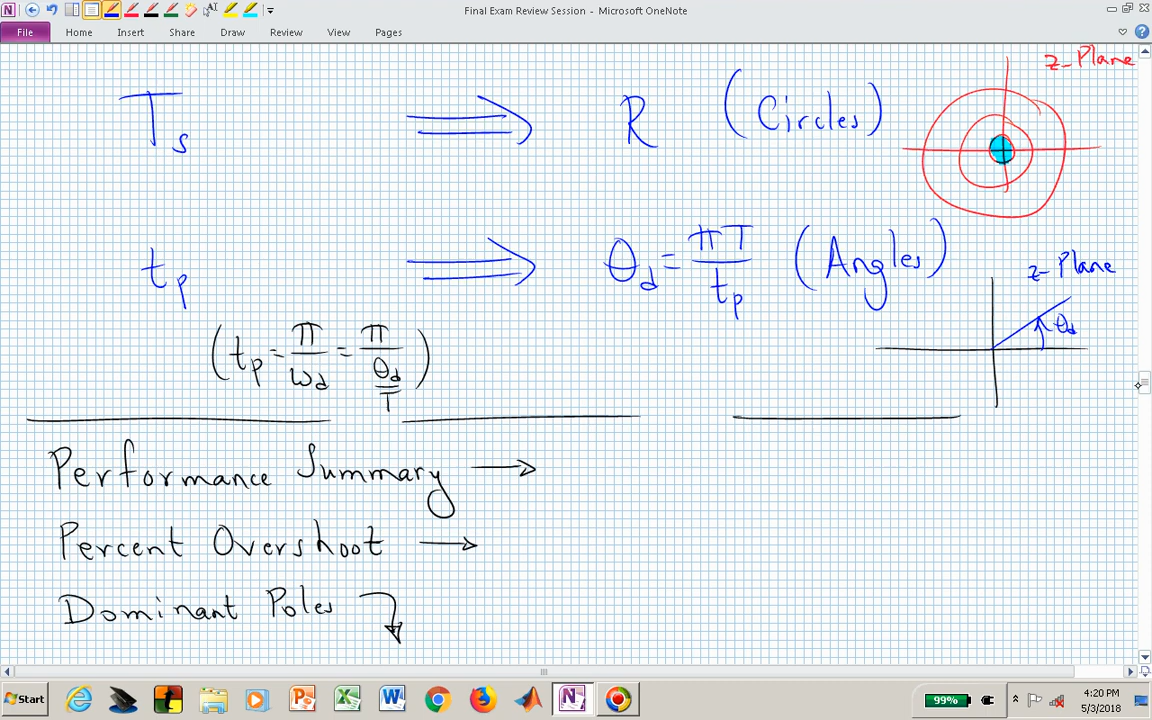 Final Exam Review Session - Microsoft OneNote
File Home Insert Share Draw Review View Pages
z-Plane
Ts ⟹ R (Circles)
tp ⟹ θd = πT/tp (Angles)
z-Plane
θd
(tp = π/ωd = π/(θd/T))
Performance Summary →
Percent Overshoot →
Dominant Poles
Start
99%
4:20 PM
5/3/2018